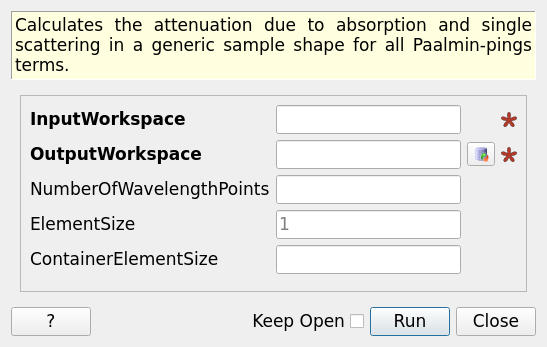 Calculates the attenuation due to absorption and single
scattering in a generic sample shape for all Paalmin-pings
terms.
InputWorkspace *
OutputWorkspace *
NumberOfWavelengthPoints
ElementSize 1
ContainerElementSize
? Keep Open Run Close